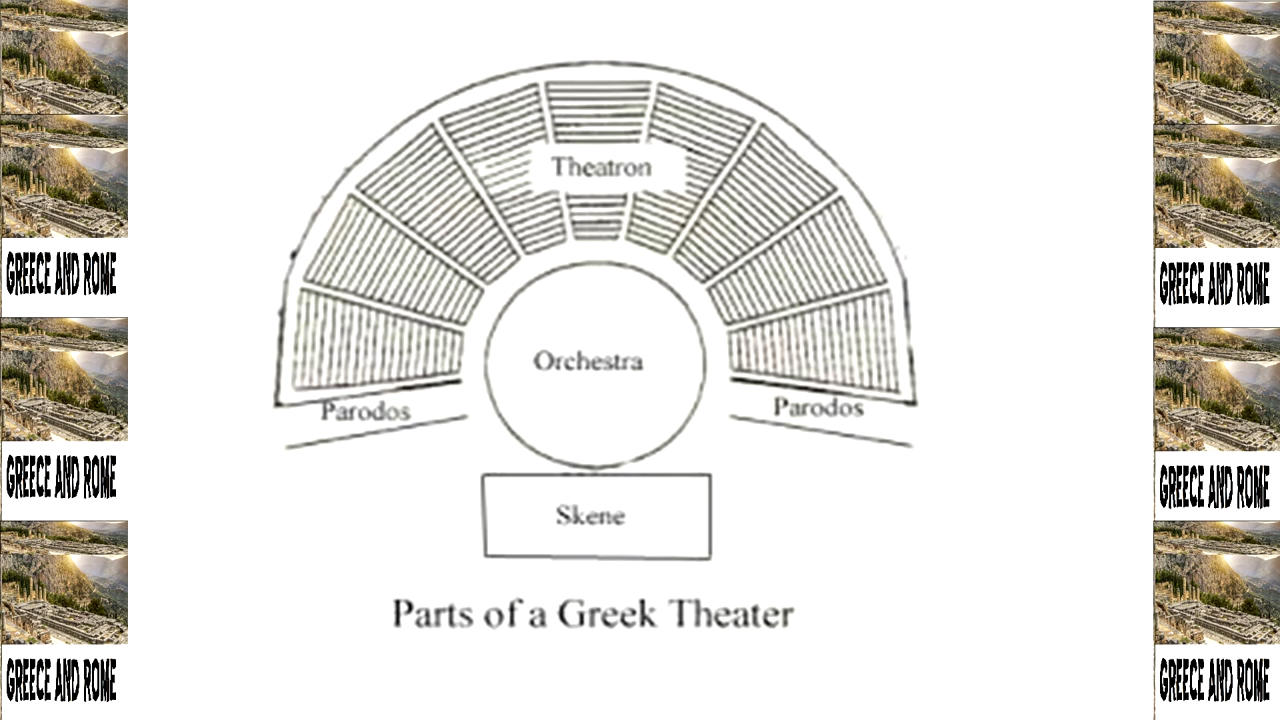 GREECE AND ROME
GREECE AND ROME
GREECE AND ROME
Theatron
Orchestra
Parodos
Parodos
Skene
Parts of a Greek Theater
GREECE AND ROME
GREECE AND ROME
GREECE AND ROME